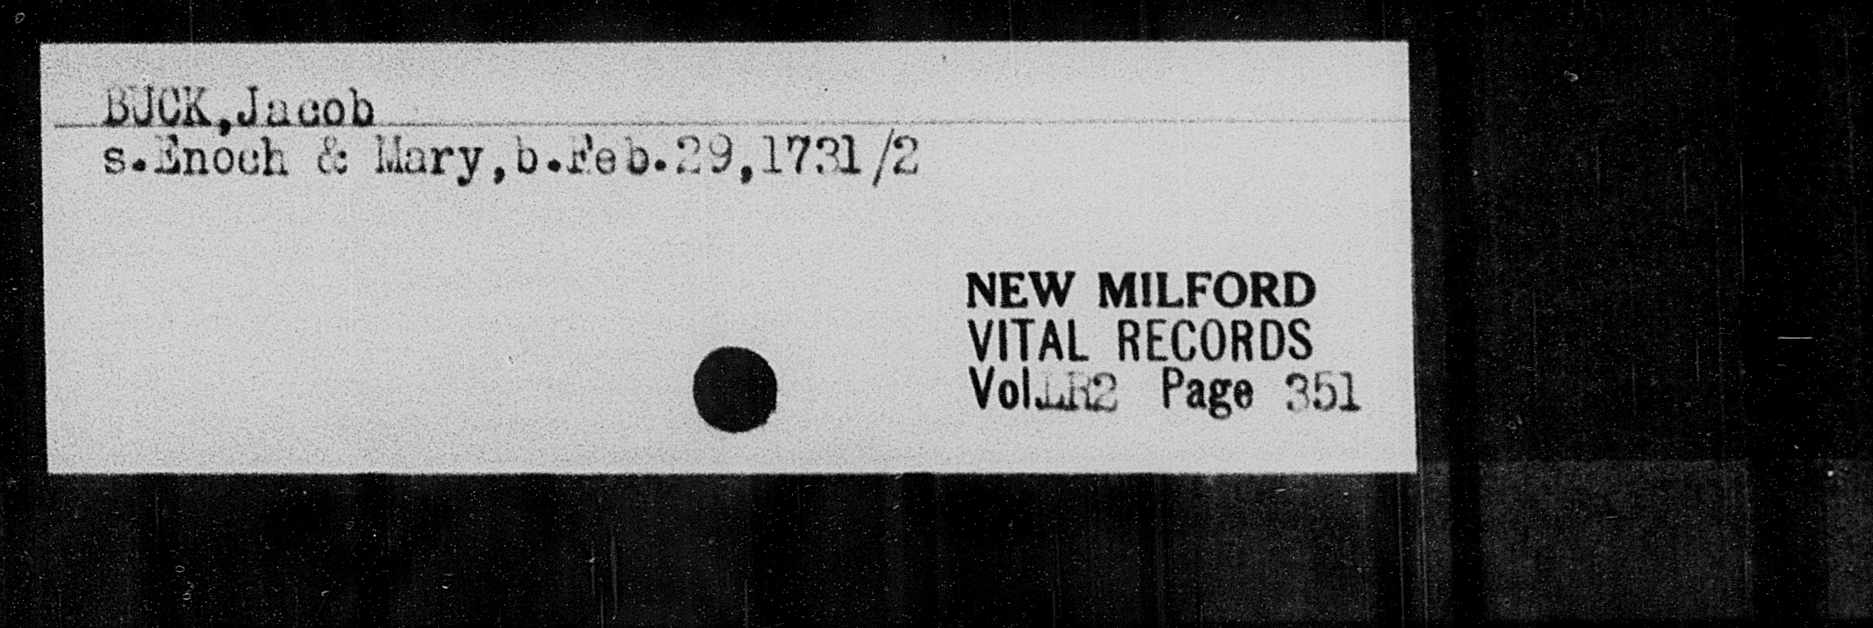 BUCK,Jacob
s.Enoch & Mary,b.Feb.29,1731/2
NEW MILFORD
VITAL RECORDS
Vol.LR2 Page 351